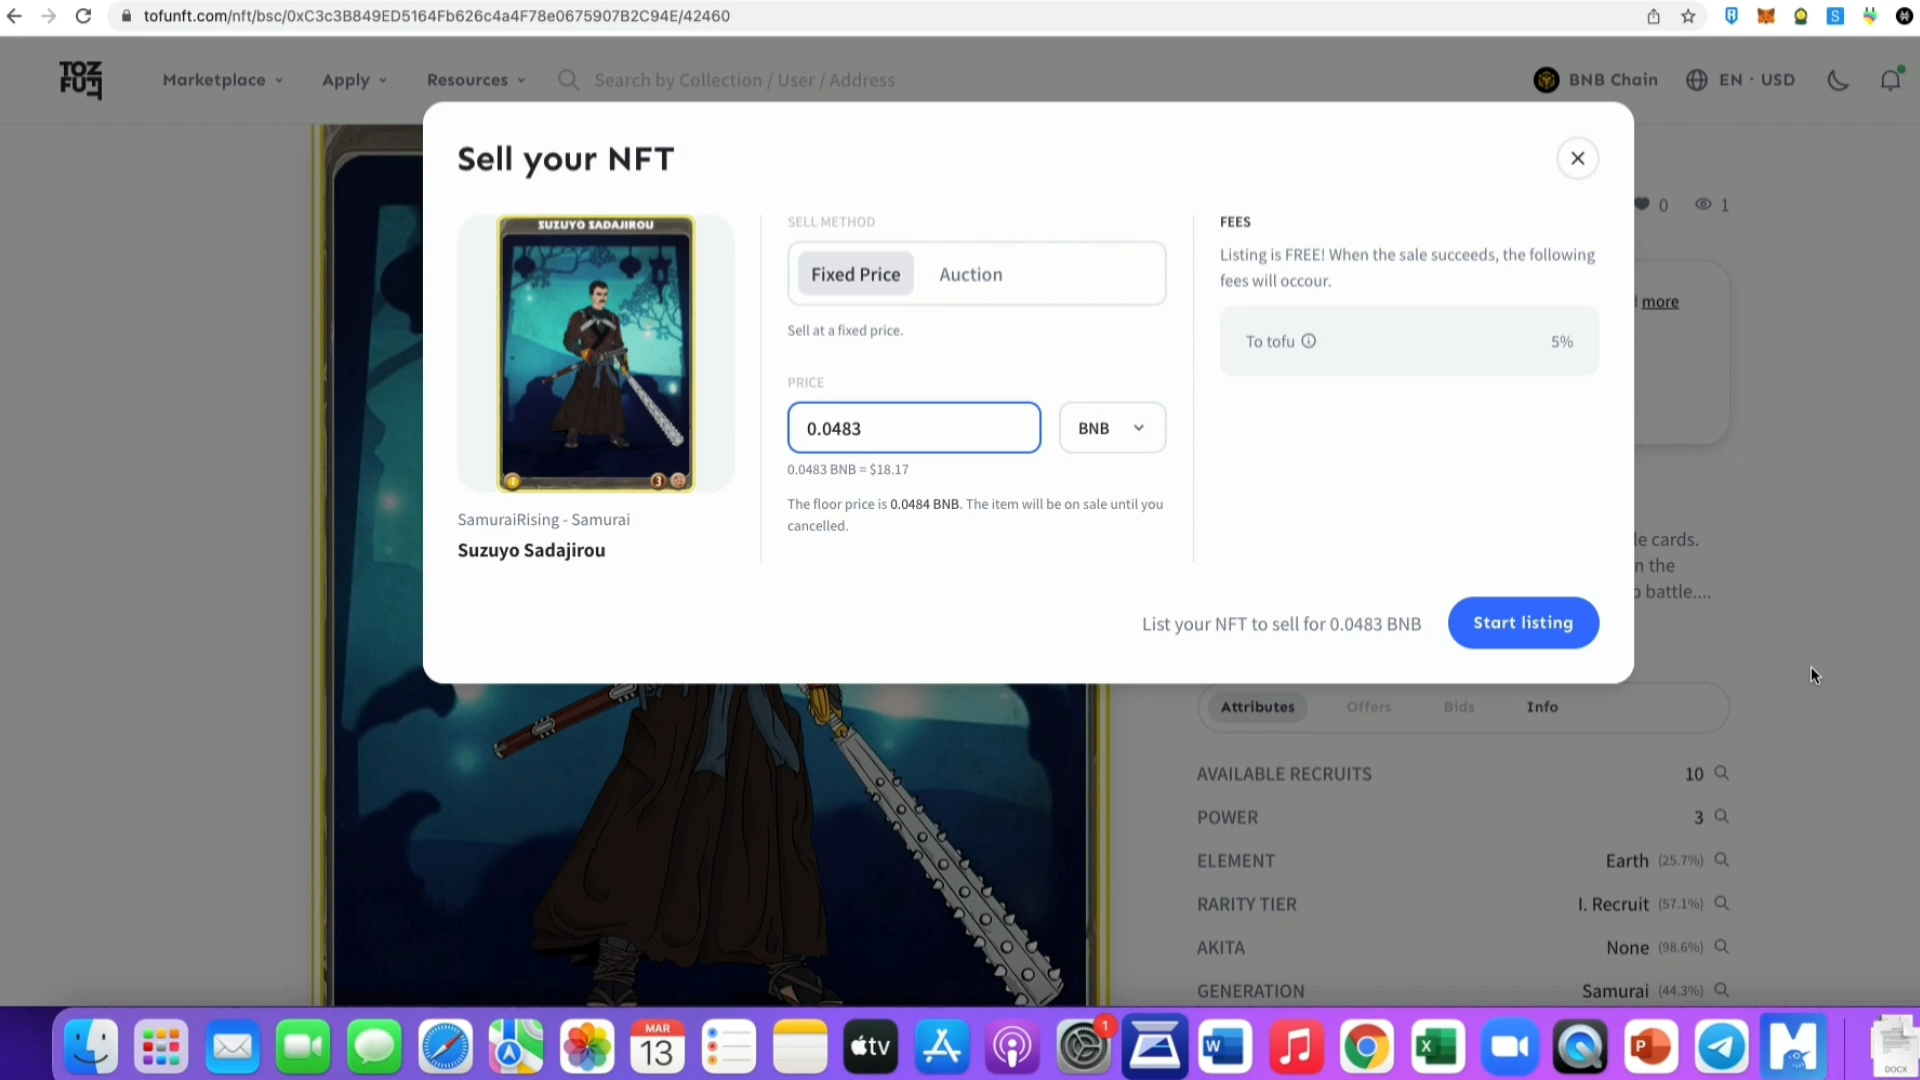 tofunft.com/nft/bsc/0xC3c3B849ED5164Fb626c4a4F78e0675907B2C94E/42460
TOZ
FUT
Marketplace
Apply
Resources
Search by Collection / User / Address
BNB Chain
EN · USD
Sell your NFT
0
1
SUZUYO SADAJIROU
3
SamuraiRising - Samurai
Suzuyo Sadajirou
SELL METHOD
Fixed Price
Auction
Sell at a fixed price.
PRICE
0.0483
BNB
0.0483 BNB = $18.17
The floor price is 0.0484 BNB. The item will be on sale until you
cancelled.
FEES
Listing is FREE! When the sale succeeds, the following
fees will occour.
To tofu
5%
List your NFT to sell for 0.0483 BNB
Start listing
more
le cards.
n the
battle....
Attributes
Offers
Bids
Info
AVAILABLE RECRUITS
10
POWER
3
ELEMENT
Earth (25.7%)
RARITY TIER
I. Recruit (57.1%)
AKITA
None (98.6%)
GENERATION
Samurai (44.3%)
MAR
13
tv
1
W
X
P
DOCX